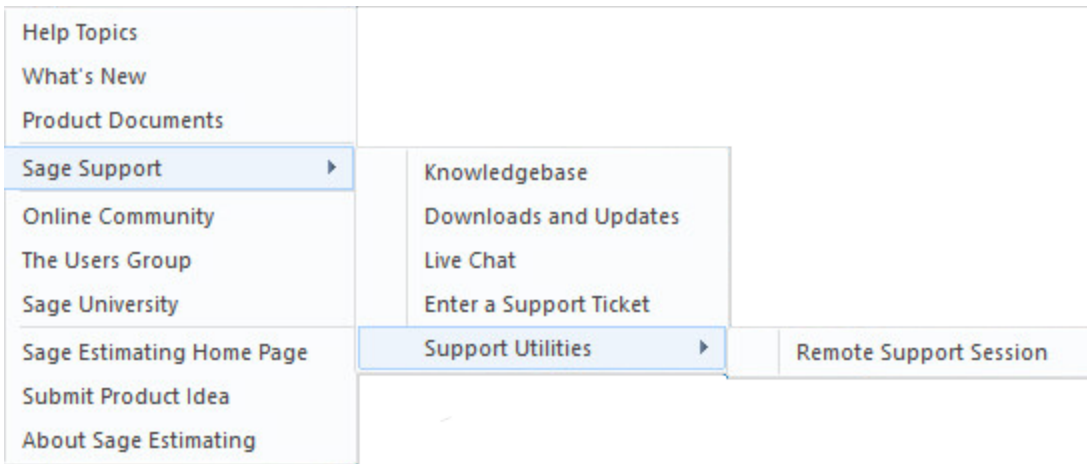 Help Topics
What's New
Product Documents
Sage Support
Online Community
The Users Group
Sage University
Sage Estimating Home Page
Submit Product Idea
About Sage Estimating
Knowledgebase
Downloads and Updates
Live Chat
Enter a Support Ticket
Support Utilities
Remote Support Session